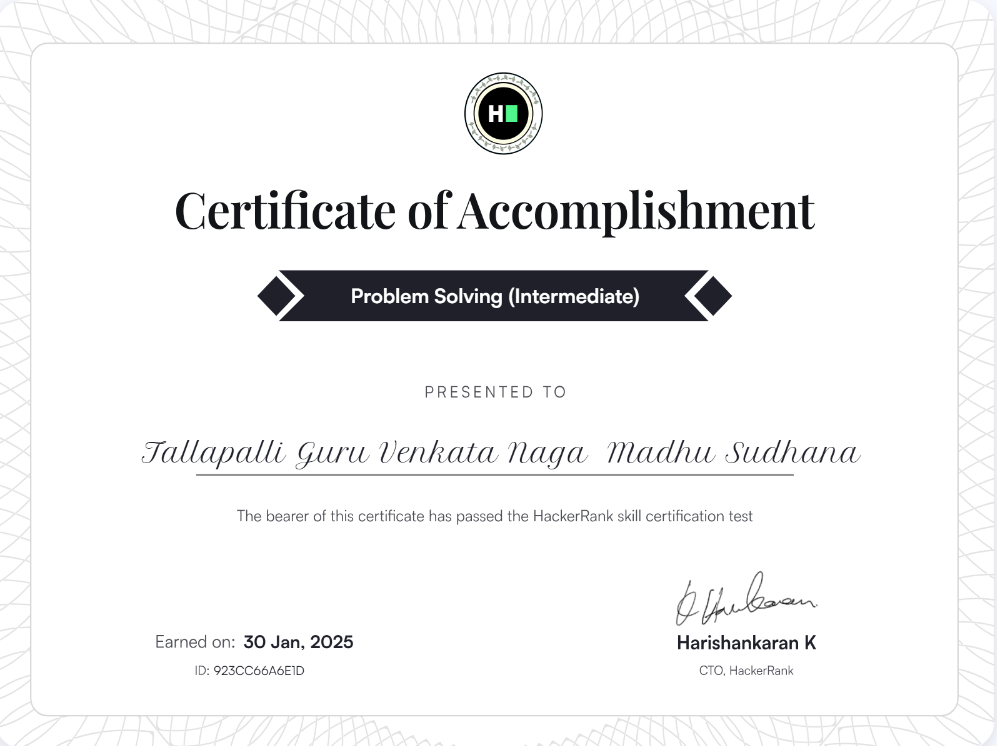 H
Certificate of Accomplishment
Problem Solving (Intermediate)
PRESENTED TO
Tallapalli Guru Venkata Naga Madhu Sudhana
The bearer of this certificate has passed the HackerRank skill certification test
Earned on: 30 Jan, 2025
ID: 923CC66A6E1D
Harishankaran K
CTO, HackerRank